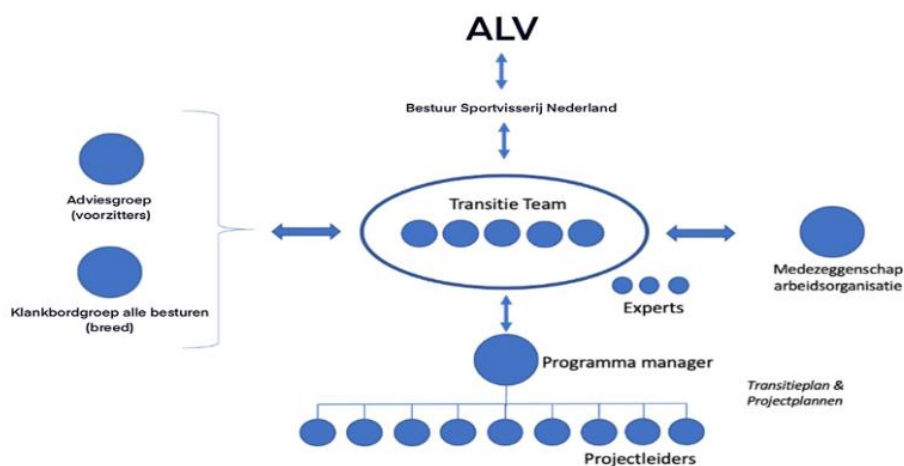 ALV
Bestuur Sportvisserij Nederland
Transitie Team
Adviesgroep
(voorzitters)
Klankbordgroep alle besturen
(breed)
Medezeggenschap
arbeidsorganisatie
Experts
Programma manager
Transitieplan &
Projectplannen
Projectleiders